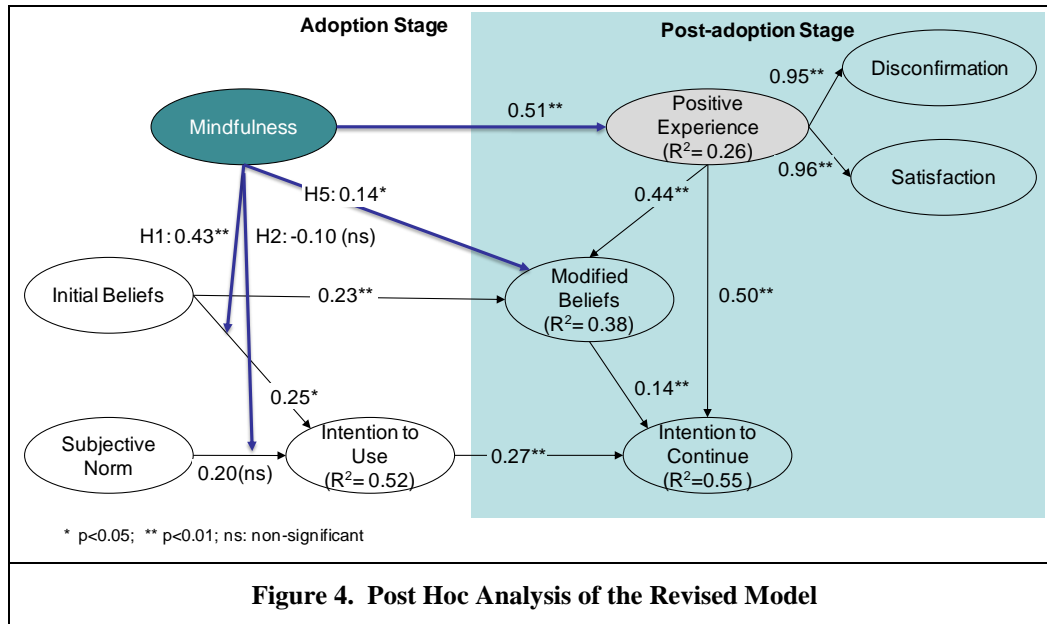 Adoption Stage
Post-adoption Stage
Disconfirmation
0.95**
Mindfulness
0.51**
Positive
Experience
(R²= 0.26)
0.96**
Satisfaction
H5: 0.14*
0.44**
H1: 0.43**
H2: -0.10 (ns)
Initial Beliefs
0.23**
Modified
Beliefs
(R²= 0.38)
0.50**
0.25*
0.14**
Subjective
Norm
0.20(ns)
Intention to
Use
(R²= 0.52)
0.27**
Intention to
Continue
(R²=0.55)
* p<0.05; ** p<0.01; ns: non-significant
Figure 4. Post Hoc Analysis of the Revised Model